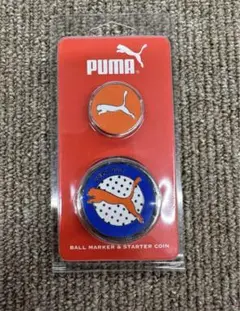 PUMA
BALL MARKER & STARTER COIN